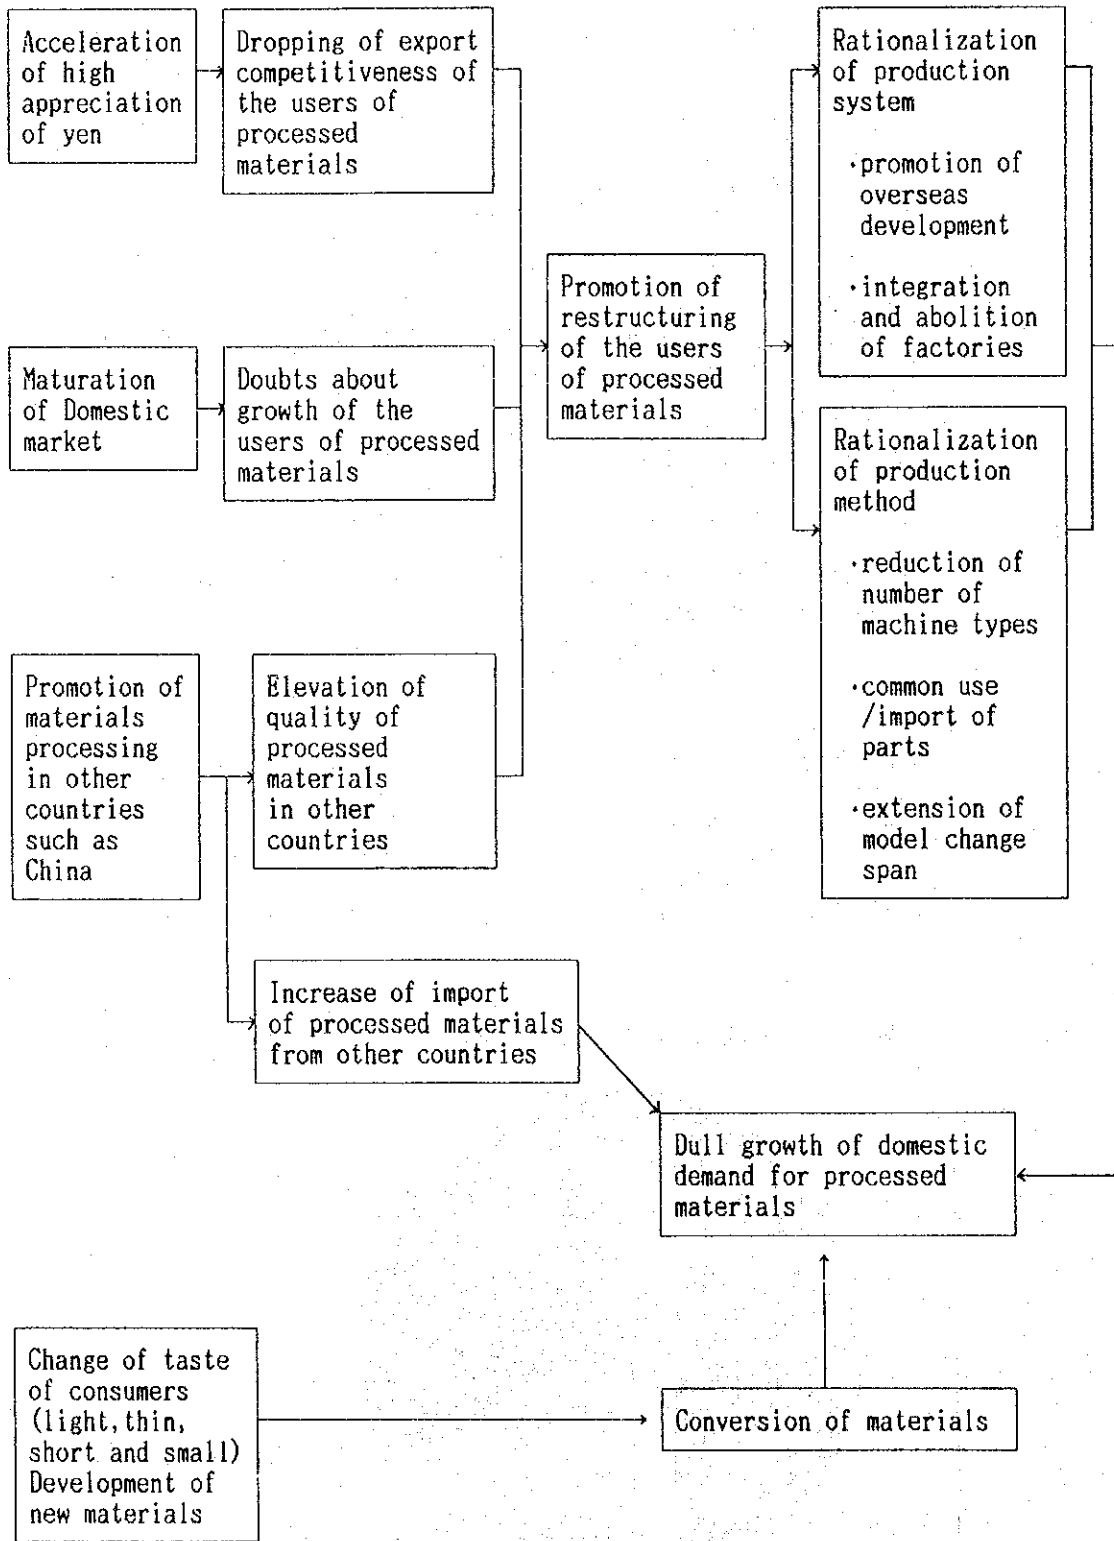 Acceleration
of high
appreciation
of yen
Dropping of export
competitiveness of
the users of
processed
materials
Rationalization
of production
system
・promotion of
overseas
development
・integration
and abolition
of factories
Promotion of
restructuring
of the users
of processed
materials
Maturation
of Domestic
market
Doubts about
growth of the
users of processed
materials
Rationalization
of production
method
・reduction of
number of
machine types
・common use
/import of
parts
・extension of
model change
span
Promotion of
materials
processing
in other
countries
such as
China
Elevation of
quality of
processed
materials
in other
countries
Increase of import
of processed materials
from other countries
Dull growth of domestic
demand for processed
materials
Change of taste
of consumers
(light,thin,
short and small)
Development of
new materials
Conversion of materials